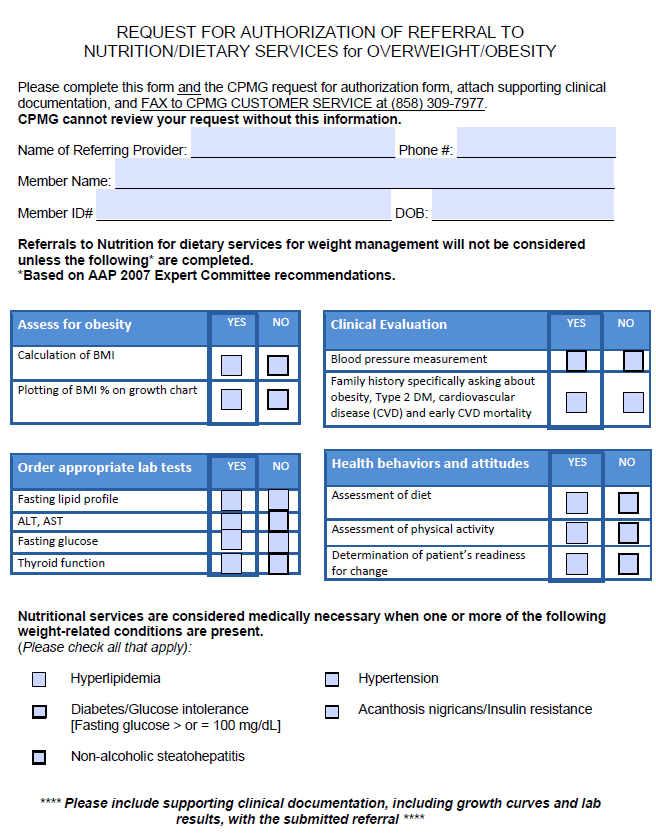 REQUEST FOR AUTHORIZATION OF REFERRAL TO
NUTRITION/DIETARY SERVICES for OVERWEIGHT/OBESITY
Please complete this form and the CPMG request for authorization form, attach supporting clinical
documentation, and FAX to CPMG CUSTOMER SERVICE at (858) 309-7977.
CPMG cannot review your request without this information.
Name of Referring Provider: Phone #:
Member Name:
Member ID# DOB:
Referrals to Nutrition for dietary services for weight management will not be considered
unless the following* are completed.
*Based on AAP 2007 Expert Committee recommendations.
Assess for obesity YES NO
Calculation of BMI
Plotting of BMI % on growth chart
Clinical Evaluation YES NO
Blood pressure measurement
Family history specifically asking about
obesity, Type 2 DM, cardiovascular
disease (CVD) and early CVD mortality
Order appropriate lab tests YES NO
Fasting lipid profile
ALT, AST
Fasting glucose
Thyroid function
Health behaviors and attitudes YES NO
Assessment of diet
Assessment of physical activity
Determination of patient's readiness
for change
Nutritional services are considered medically necessary when one or more of the following
weight-related conditions are present.
(Please check all that apply):
Hyperlipidemia
Hypertension
Diabetes/Glucose intolerance
[Fasting glucose > or = 100 mg/dL]
Acanthosis nigricans/Insulin resistance
Non-alcoholic steatohepatitis
**** Please include supporting clinical documentation, including growth curves and lab
results, with the submitted referral ****